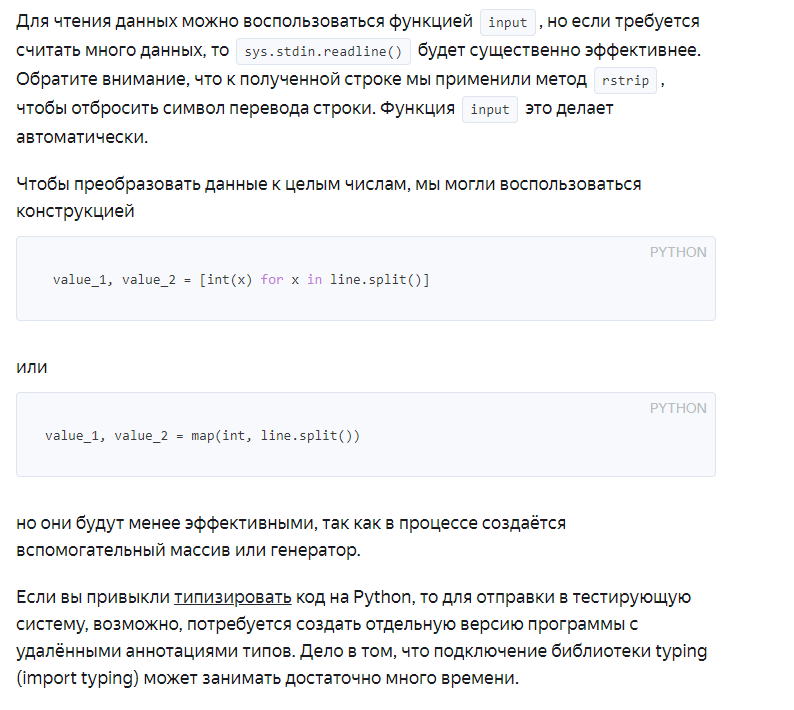 Для чтения данных можно воспользоваться функцией input, но если требуется
считать много данных, то sys.stdin.readline() будет существенно эффективнее.
Обратите внимание, что к полученной строке мы применили метод rstrip,
чтобы отбросить символ перевода строки. Функция input это делает
автоматически.
Чтобы преобразовать данные к целым числам, мы могли воспользоваться
конструкцией
PYTHON
value_1, value_2 = [int(x) for x in line.split()]
или
PYTHON
value_1, value_2 = map(int, line.split())
но они будут менее эффективными, так как в процессе создаётся
вспомогательный массив или генератор.
Если вы привыкли типизировать код на Python, то для отправки в тестирующую
систему, возможно, потребуется создать отдельную версию программы с
удалёнными аннотациями типов. Дело в том, что подключение библиотеки typing
(import typing) может занимать достаточно много времени.